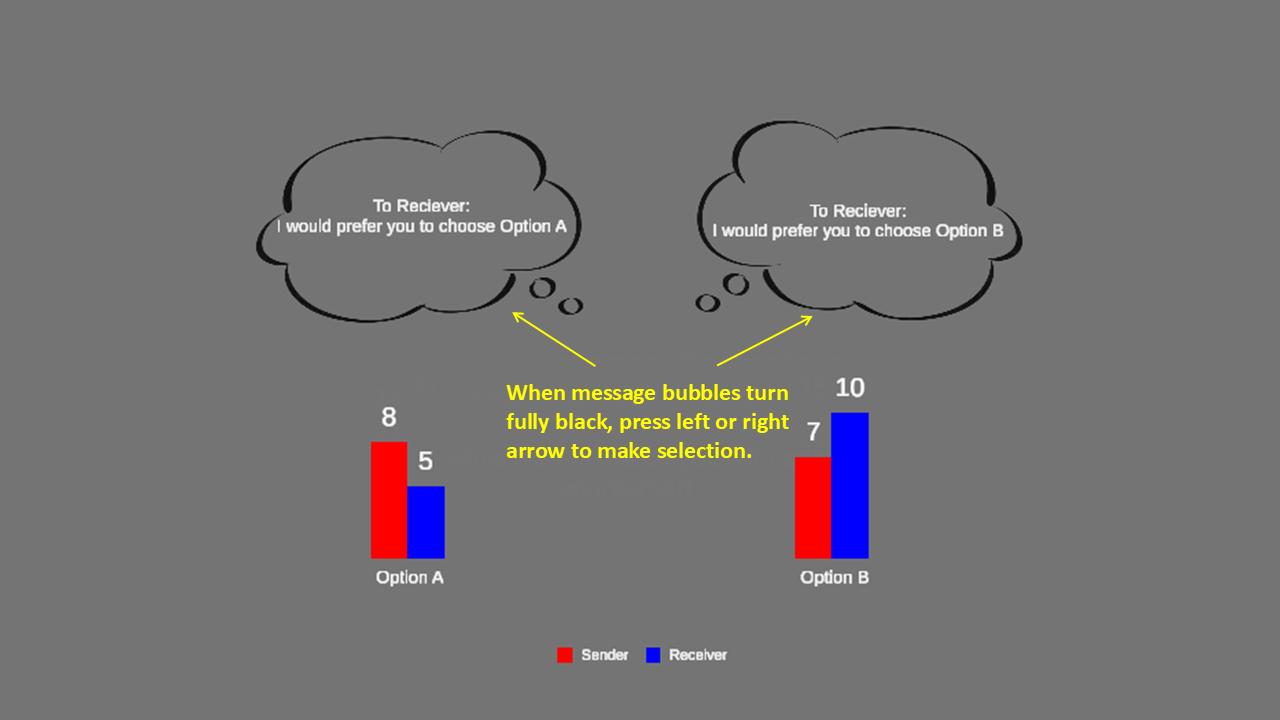 To Reciever:
I would prefer you to choose Option A
To Reciever:
I would prefer you to choose Option B
When message bubbles turn
fully black, press left or right
arrow to make selection.
8
5
Option A
7
10
Option B
Sender
Receiver